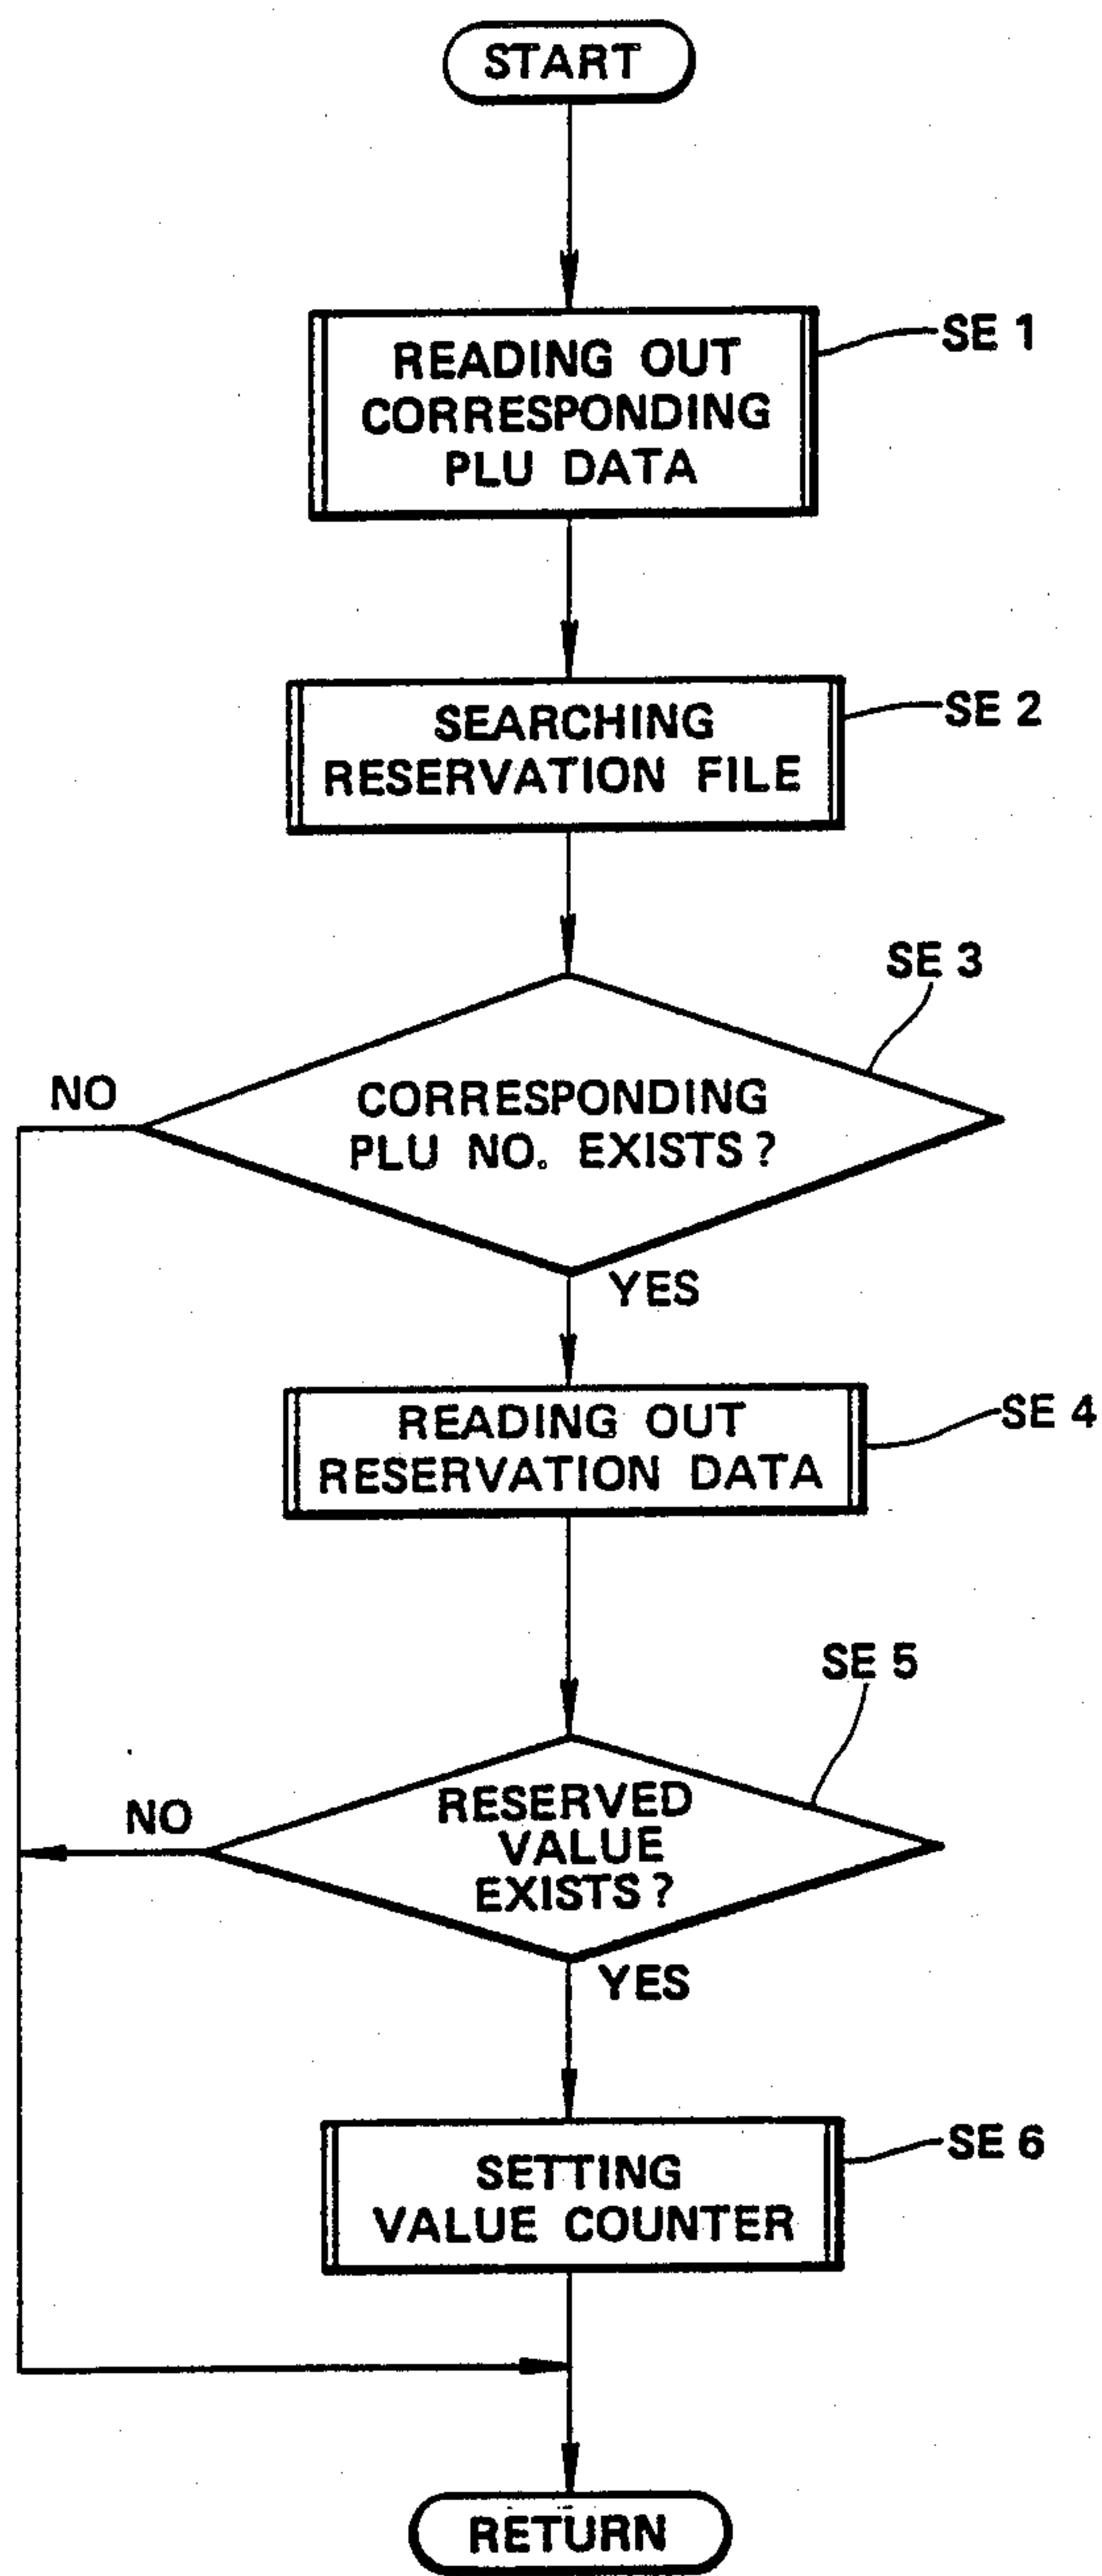 START
READING OUT
CORRESPONDING
PLU DATA
SE 1
SEARCHING
RESERVATION FILE
SE 2
SE 3
NO
CORRESPONDING
PLU NO. EXISTS?
YES
READING OUT
RESERVATION DATA
SE 4
SE 5
NO
RESERVED
VALUE
EXISTS?
YES
SETTING
VALUE COUNTER
SE 6
RETURN